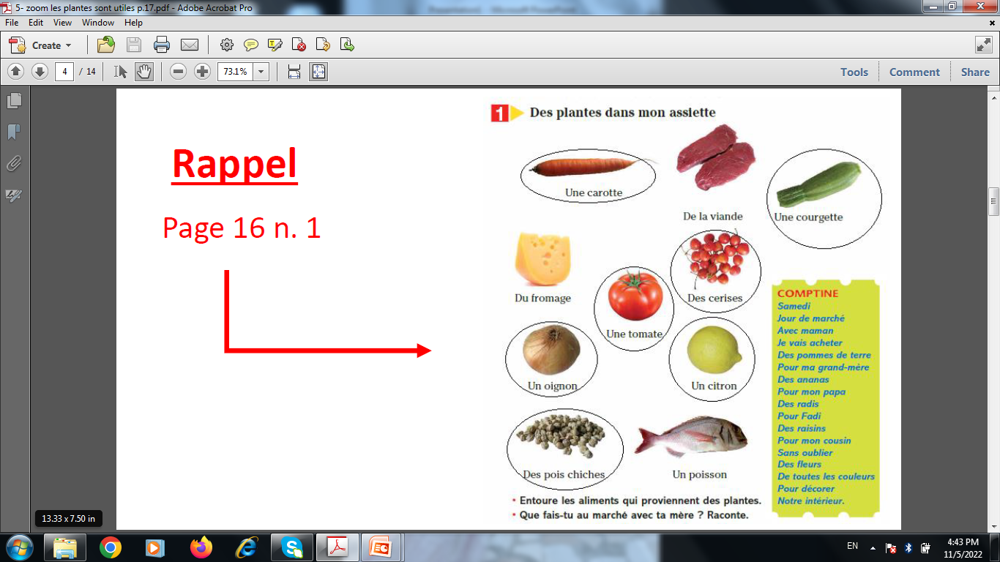 5- zoom les plantes sont utiles p.17.pdf - Adobe Acrobat Pro
File Edit View Window Help
Create
4 / 14
73.1%
Tools Comment Share
Rappel
Page 16 n. 1
1 Des plantes dans mon assiette
Une carotte
De la viande
Une courgette
Du fromage
Des cerises
Une tomate
Un oignon
Un citron
Des pois chiches
Un poisson
COMPTINE
Samedi
Jour de marché
Avec maman
Je vais acheter
Des pommes de terre
Pour ma grand-mère
Des ananas
Pour mon papa
Des radis
Pour Fadi
Des raisins
Pour mon cousin
Sans oublier
Des fleurs
De toutes les couleurs
Pour décorer
Notre intérieur.
• Entoure les aliments qui proviennent des plantes.
• Que fais-tu au marché avec ta mère ? Raconte.
13.33 x 7.50 in
EN
4:43 PM
11/5/2022